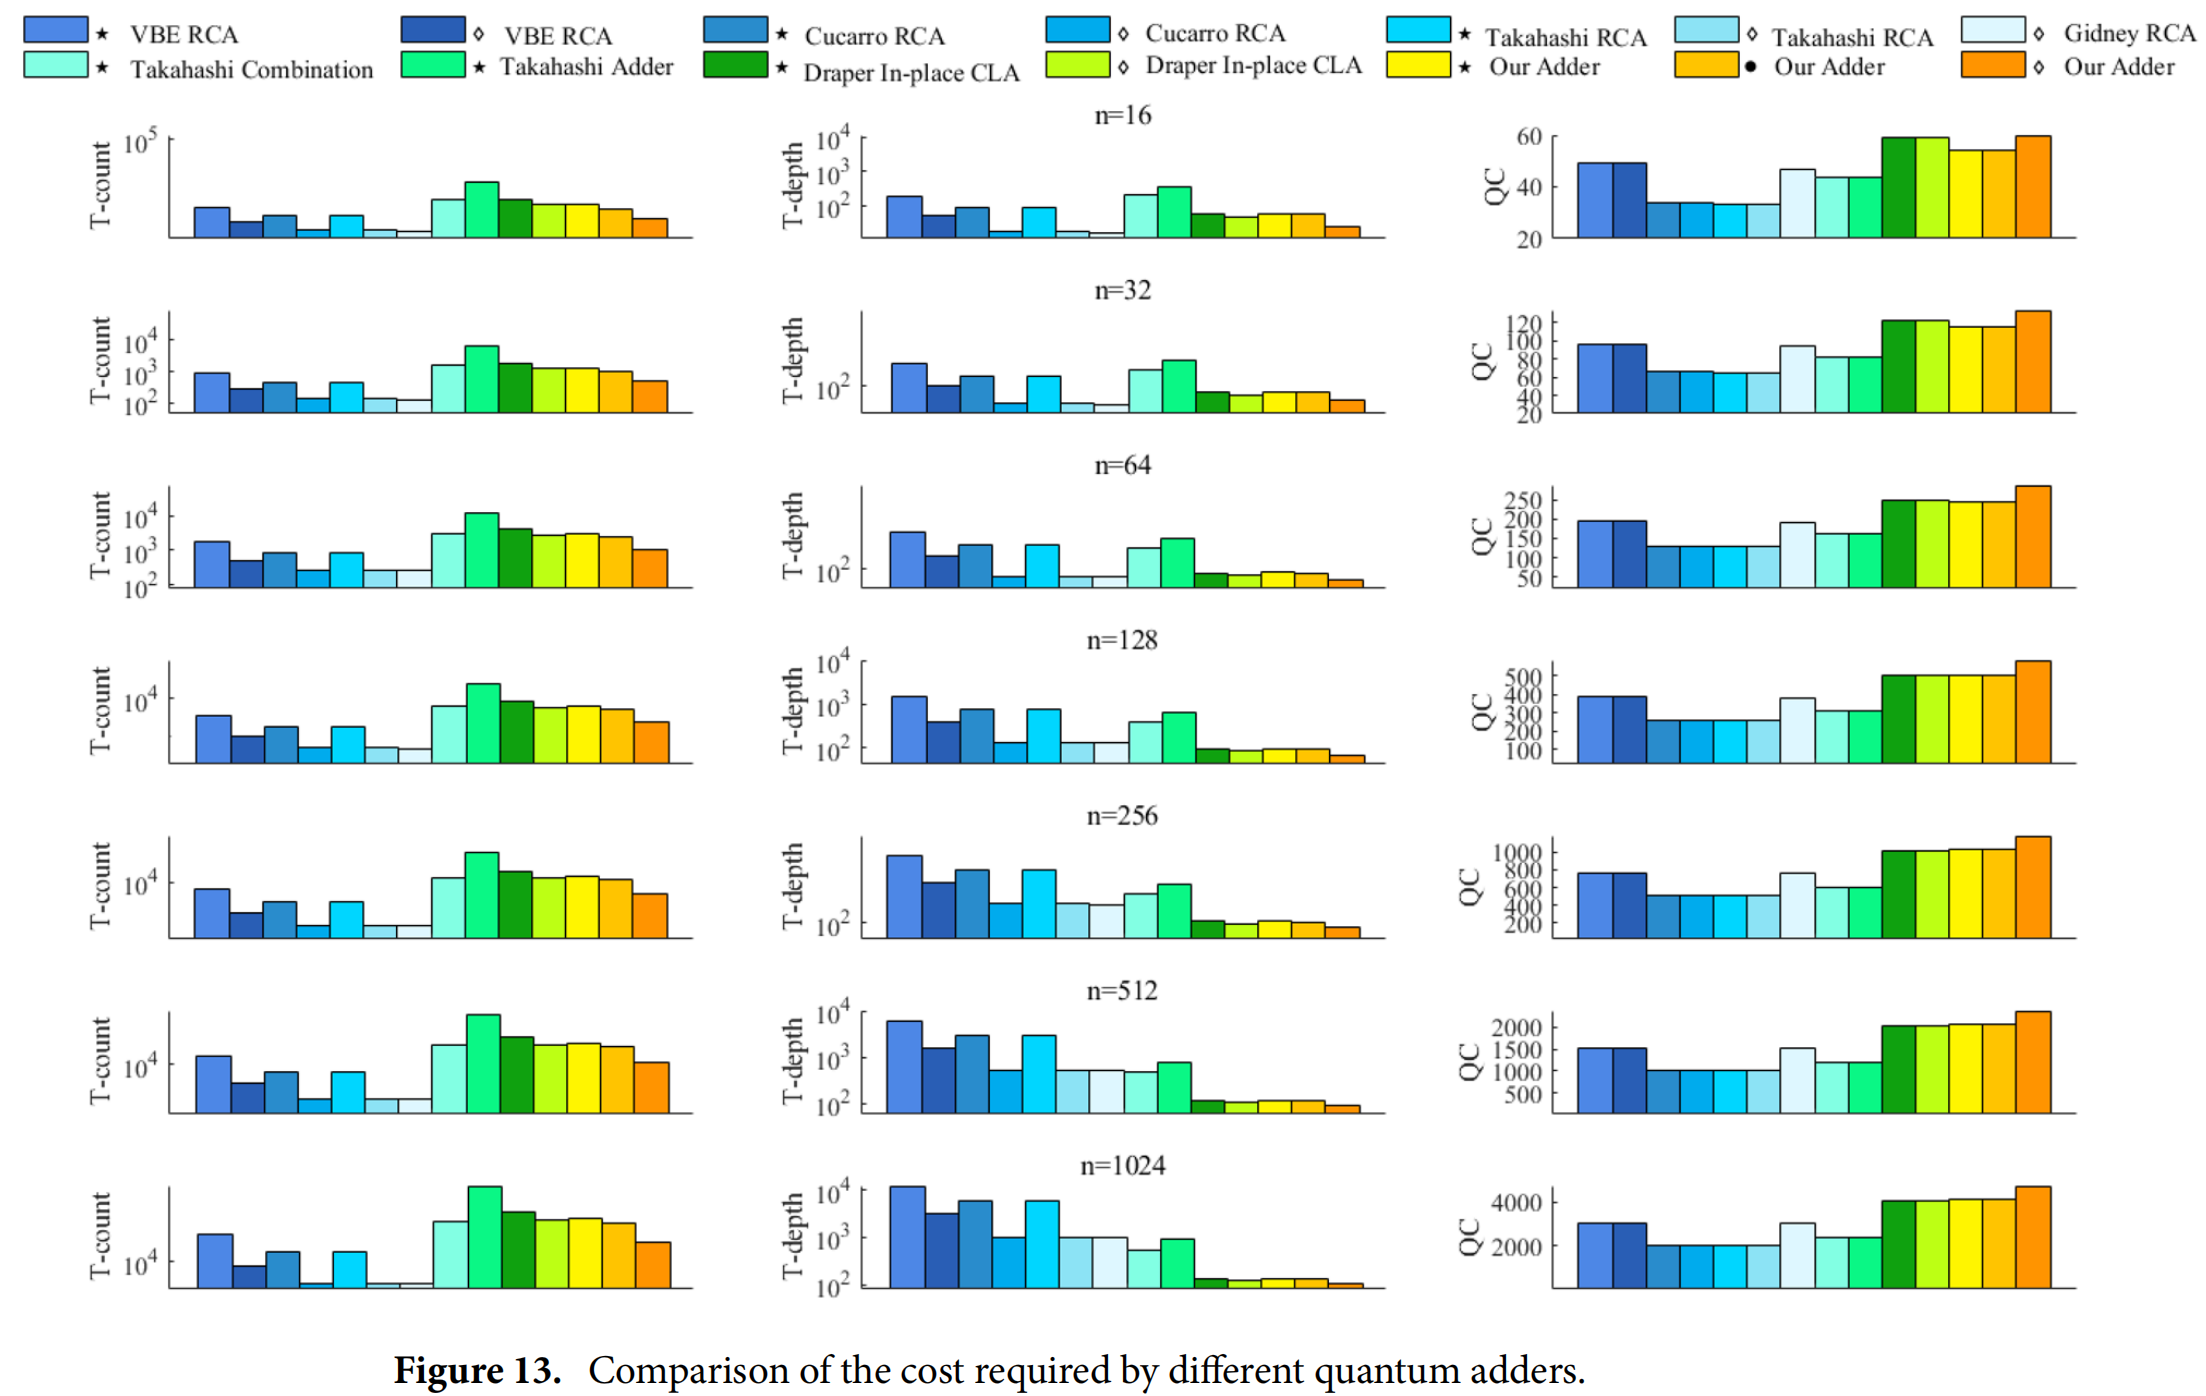 ★ VBE RCA ◊ VBE RCA ★ Cucarro RCA ◊ Cucarro RCA ★ Takahashi RCA ◊ Takahashi RCA ◊ Gidney RCA
★ Takahashi Combination ★ Takahashi Adder ★ Draper In-place CLA ◊ Draper In-place CLA ★ Our Adder ● Our Adder ◊ Our Adder
n=16
T-count
10^5
T-depth
10^4
10^3
10^2
QC
60
40
20
n=32
T-count
10^4
10^3
10^2
T-depth
10^2
QC
120
100
80
60
40
20
n=64
T-count
10^4
10^3
10^2
T-depth
10^2
QC
250
200
150
100
50
n=128
T-count
10^4
T-depth
10^4
10^3
10^2
QC
500
400
300
200
100
n=256
T-count
10^4
T-depth
10^2
QC
1000
800
600
400
200
n=512
T-count
10^4
T-depth
10^4
10^3
10^2
QC
2000
1500
1000
500
n=1024
T-count
10^4
T-depth
10^4
10^3
10^2
QC
4000
2000
Figure 13. Comparison of the cost required by different quantum adders.